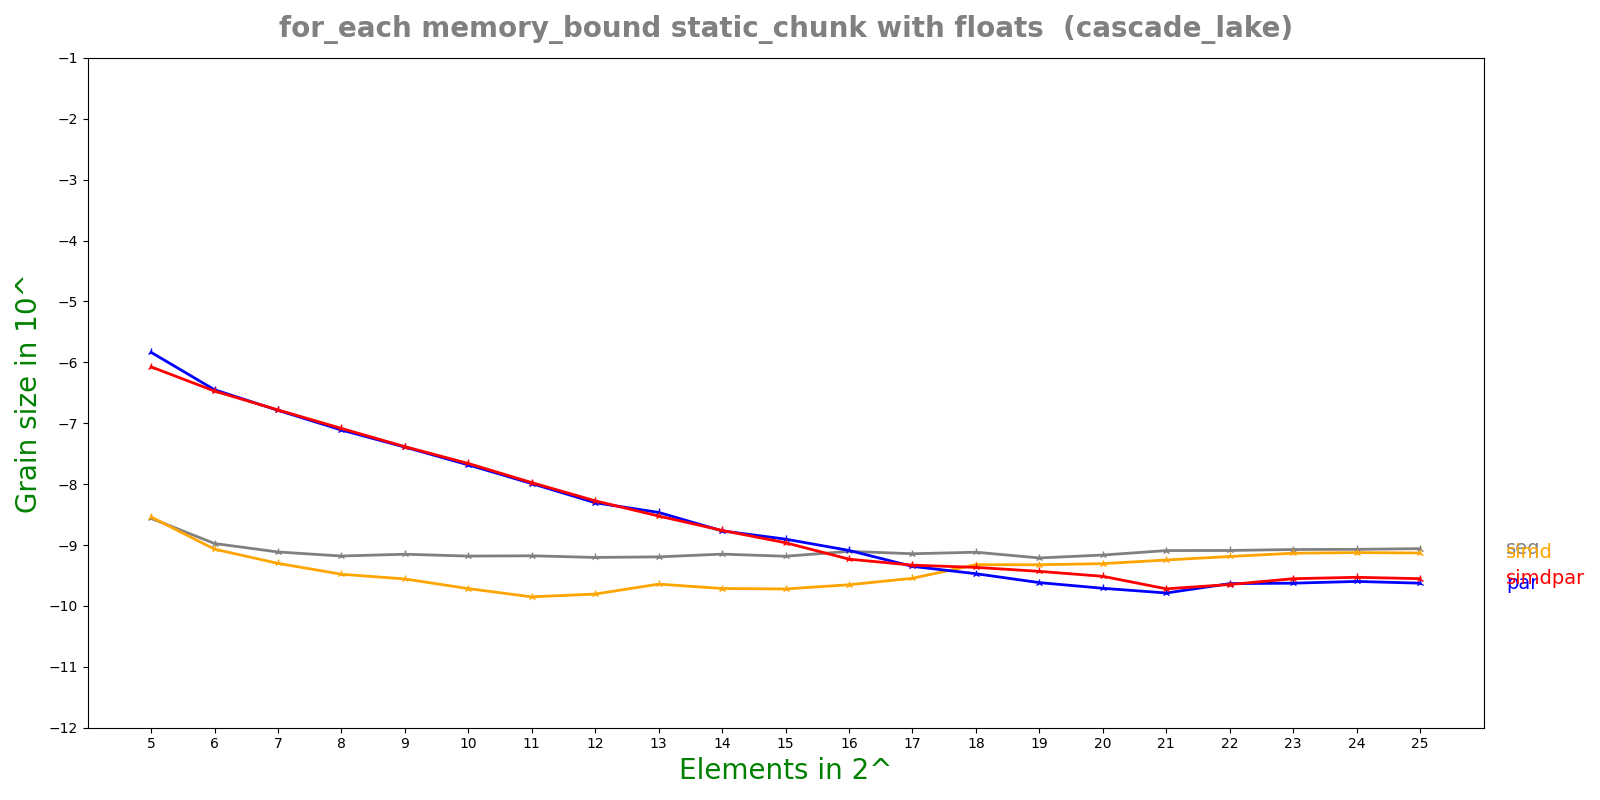 for_each memory_bound static_chunk with floats  (cascade_lake)
Grain size in 10^
−1
−2
−3
−4
−5
−6
−7
−8
−9
−10
−11
−12
seq
simd
simdpar
par
5 6 7 8 9 10 11 12 13 14 15 16 17 18 19 20 21 22 23 24 25
Elements in 2^